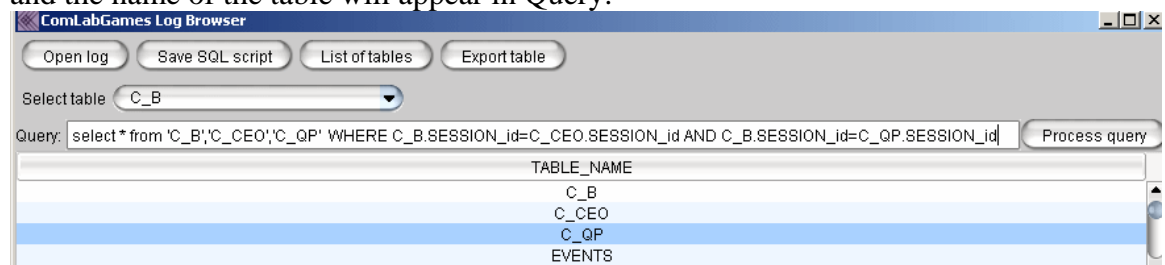 and the name of the table will appear in Query.
ComLabGames Log Browser
Open log Save SQL script List of tables Export table
Select table C_B
Query: select * from 'C_B','C_CEO','C_QP' WHERE C_B.SESSION_id=C_CEO.SESSION_id AND C_B.SESSION_id=C_QP.SESSION_id Process query
TABLE_NAME
C_B
C_CEO
C_QP
EVENTS